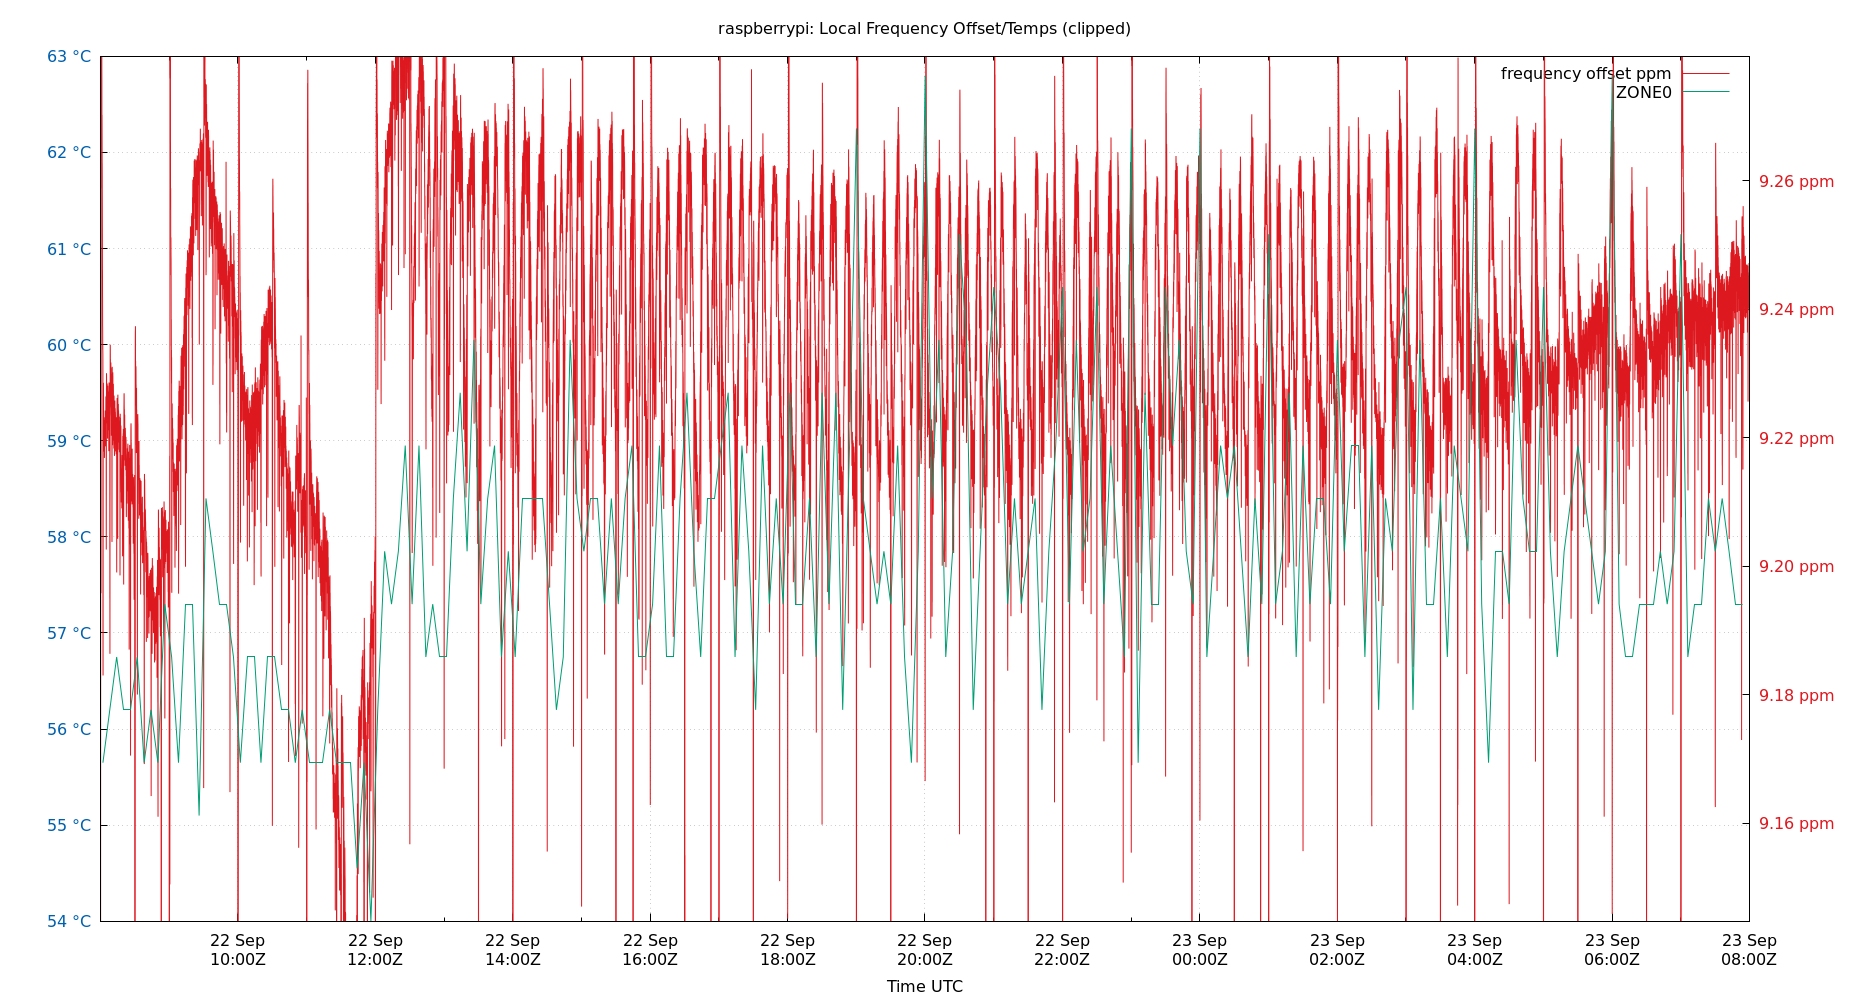 raspberrypi: Local Frequency Offset/Temps (clipped)
63 °C
62 °C
61 °C
60 °C
59 °C
58 °C
57 °C
56 °C
55 °C
54 °C
frequency offset ppm
ZONE0
9.26 ppm
9.24 ppm
9.22 ppm
9.20 ppm
9.18 ppm
9.16 ppm
22 Sep 22 Sep 22 Sep 22 Sep 22 Sep 22 Sep 22 Sep 23 Sep 23 Sep 23 Sep 23 Sep 23 Sep
10:00Z 12:00Z 14:00Z 16:00Z 18:00Z 20:00Z 22:00Z 00:00Z 02:00Z 04:00Z 06:00Z 08:00Z
Time UTC